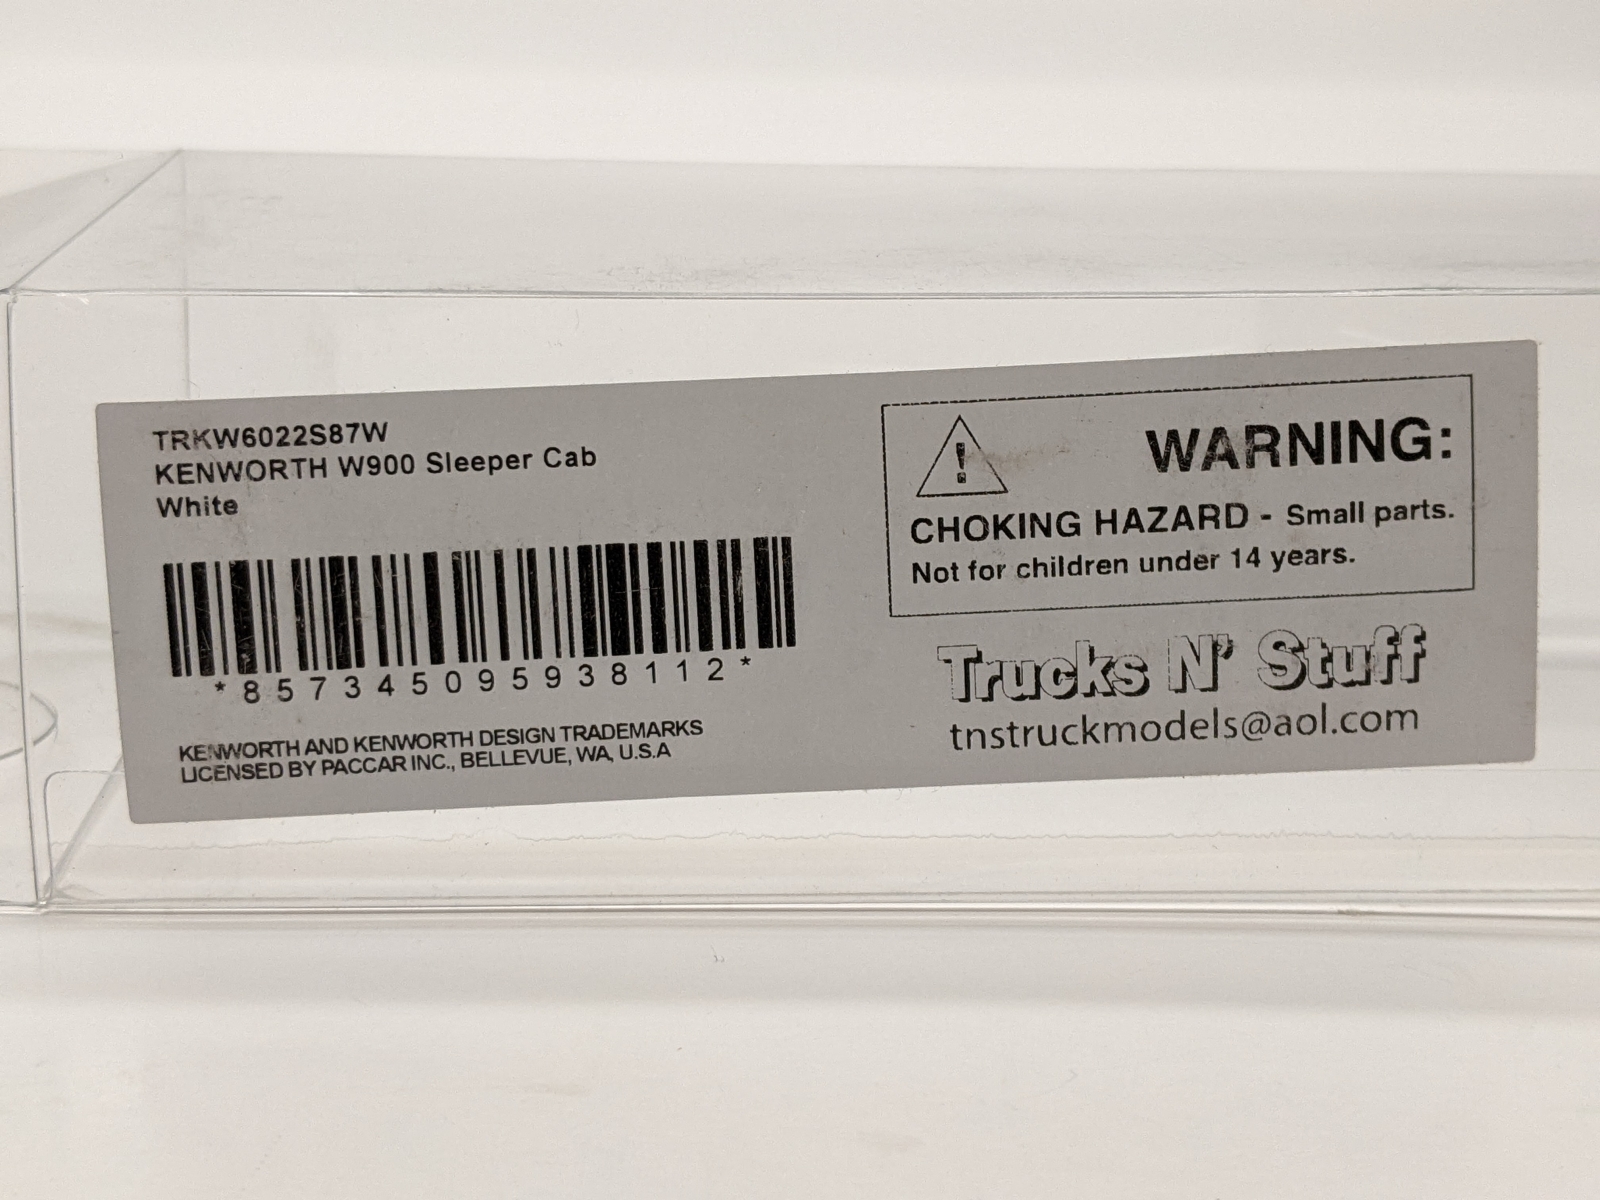 TRKW6022S87W
KENWORTH W900 Sleeper Cab
White
*857345095938112*
KENWORTH AND KENWORTH DESIGN TRADEMARKS
LICENSED BY PACCAR INC., BELLEVUE, WA, U.S.A
! WARNING:
CHOKING HAZARD - Small parts.
Not for children under 14 years.
Trucks N' Stuff
tnstruckmodels@aol.com